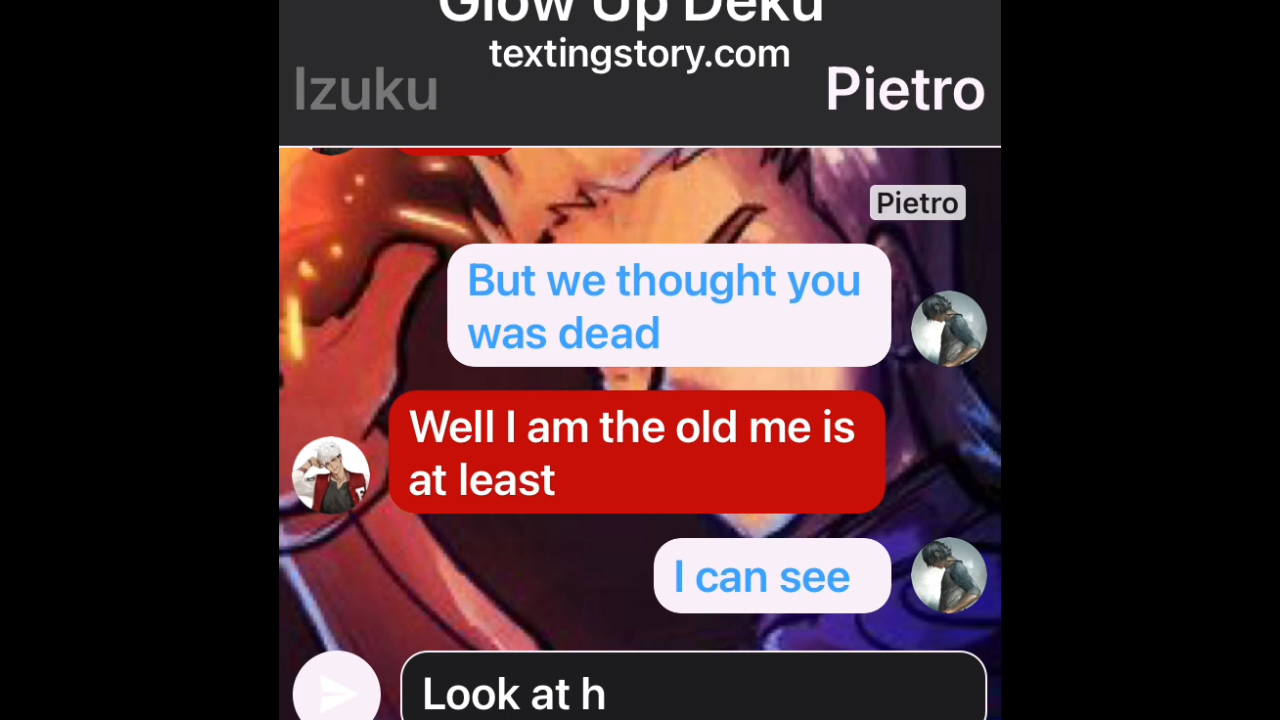 Glow Up Deku
textingstory.com
Izuku
Pietro
Pietro
But we thought you
was dead
Well I am the old me is
at least
I can see
Look at h